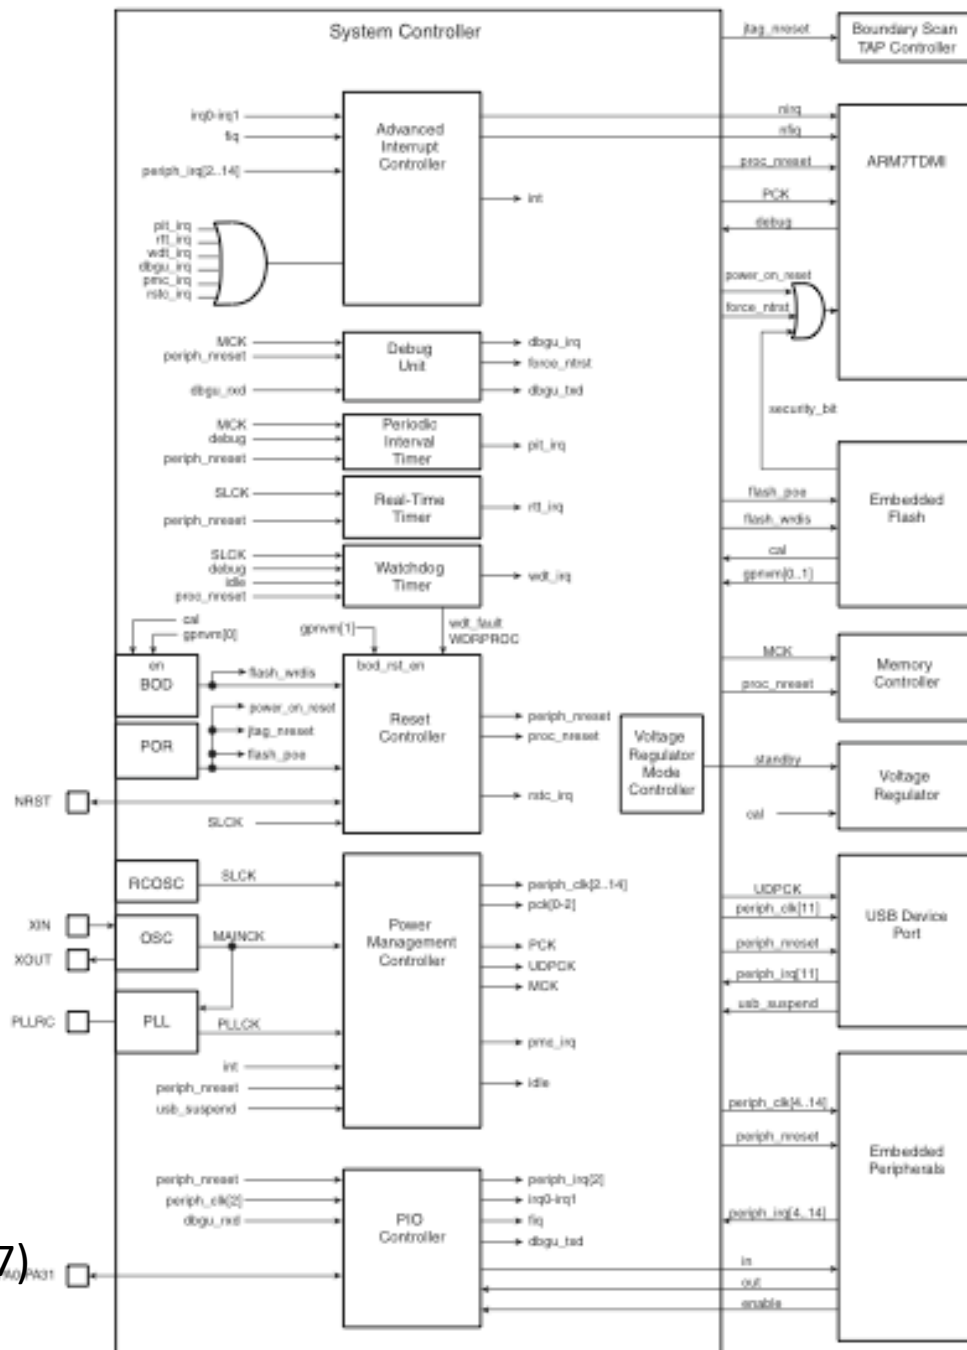 System Controller
jtag_nreset
Boundary Scan
TAP Controller
irq0-irq1
fiq
periph_irq[2..14]
Advanced
Interrupt
Controller
int
nirq
nfiq
proc_nreset
PCK
debug
ARM7TDMI
pit_irq
rtt_irq
wdt_irq
dbgu_irq
pmc_irq
rstc_irq
power_on_reset
force_ntrst
security_bit
MCK
periph_nreset
dbgu_rxd
Debug
Unit
dbgu_irq
force_ntrst
dbgu_txd
MCK
debug
periph_nreset
Periodic
Interval
Timer
pit_irq
SLCK
periph_nreset
Real-Time
Timer
rtt_irq
flash_poe
flash_wrdis
cal
gpnvm[0..1]
Embedded
Flash
SLCK
debug
idle
proc_nreset
Watchdog
Timer
wdt_irq
cal
gpnvm[0]
gpnvm[1]
wdt_fault
WDRPROC
en
BOD
POR
flash_wrdis
power_on_reset
jtag_nreset
flash_poe
bod_rst_en
Reset
Controller
periph_nreset
proc_nreset
rstc_irq
NRST
SLCK
MCK
proc_nreset
Memory
Controller
Voltage
Regulator
Mode
Controller
standby
cal
Voltage
Regulator
RCOSC
SLCK
XIN
OSC
MAINCK
XOUT
PLLRC
PLL
PLLCK
int
periph_nreset
usb_suspend
Power
Management
Controller
periph_clk[2..14]
pck[0-2]
PCK
UDPCK
MCK
pmc_irq
idle
UDPCK
periph_clk[11]
periph_nreset
periph_irq[11]
usb_suspend
USB Device
Port
periph_clk[4..14]
periph_nreset
periph_irq[4..14]
Embedded
Peripherals
periph_nreset
periph_clk[2]
dbgu_rxd
PIO
Controller
periph_irq[2]
irq0-irq1
fiq
dbgu_txd
in
out
enable
7)
PA31